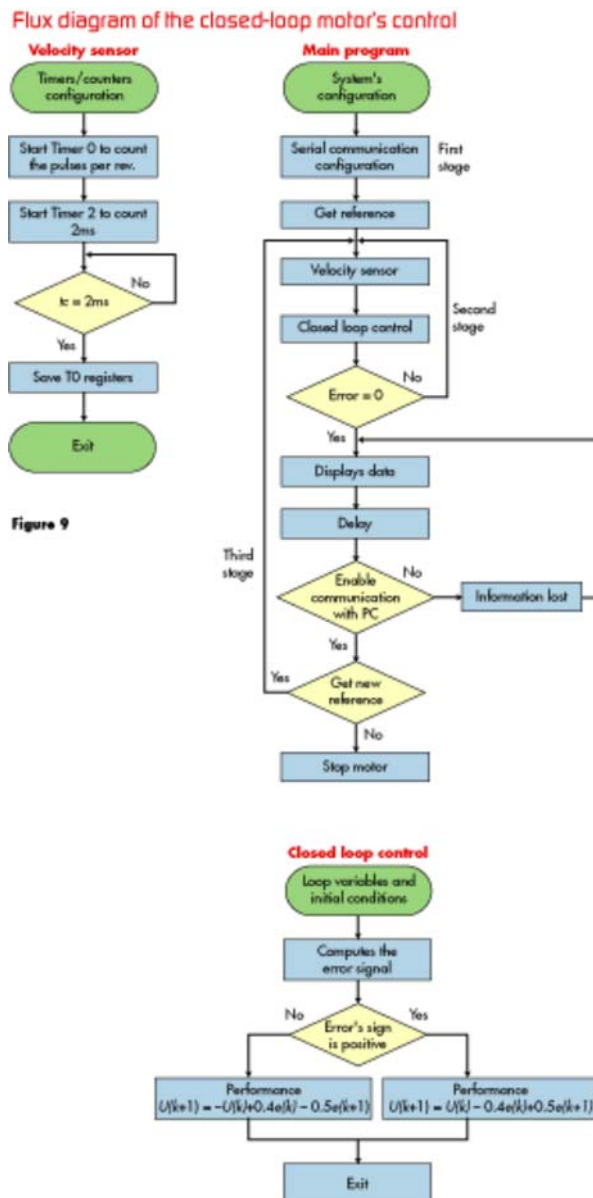 Flux diagram of the closed-loop motor's control
Velocity sensor
Timers/counters
configuration
Start Timer 0 to count
the pulses per rev.
Start Timer 2 to count
2ms
No
tc = 2ms
Yes
Save T0 registers
Exit
Figure 9
Main program
System's
configuration
Serial communication
configuration
First
stage
Get reference
Velocity sensor
Second
stage
Closed loop control
No
Error = 0
Yes
Displays data
Delay
Third
stage
Enable
communication
with PC
No
Information lost
Yes
Yes
Get new
reference
No
Stop motor
Closed loop control
Loop variables and
initial conditions
Computes the
error signal
No
Yes
Error's sign
is positive
Performance
U(k+1) = -U(k)+0.4e(k) - 0.5e(k+1)
Performance
U(k+1) = U(k) - 0.4e(k)+0.5e(k+1)
Exit